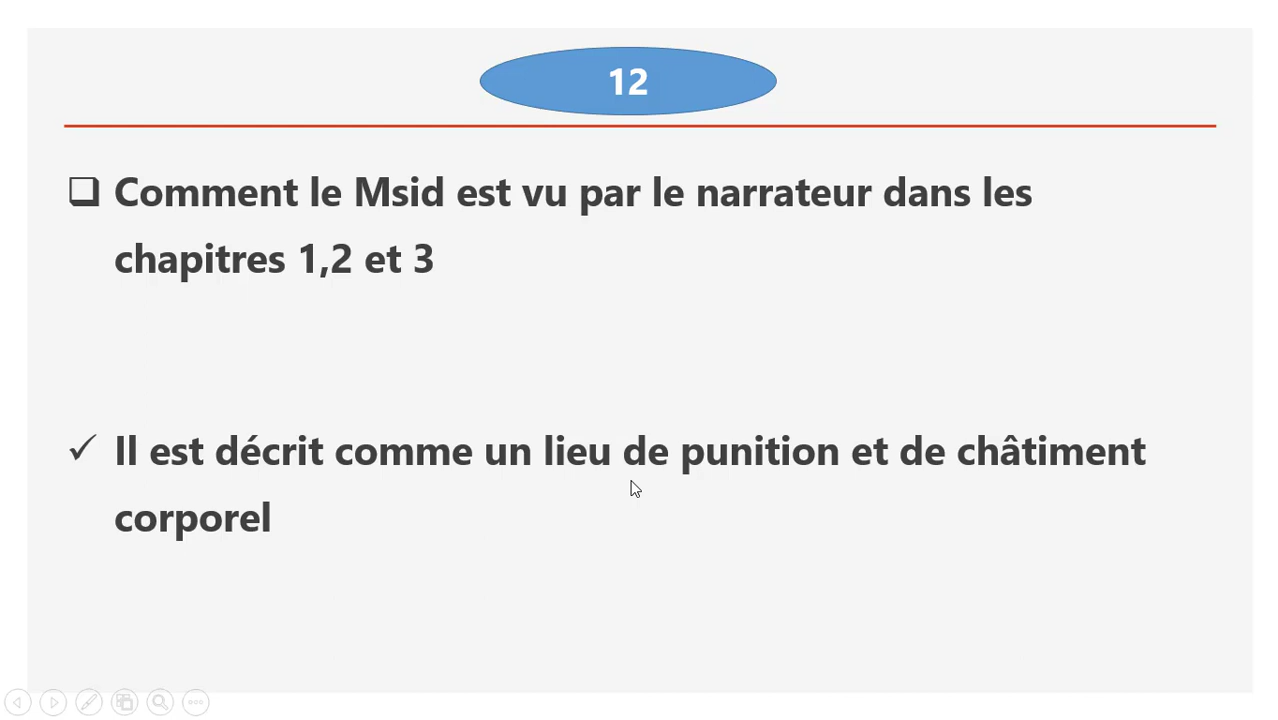 12
Comment le Msid est vu par le narrateur dans les
chapitres 1,2 et 3
Il est décrit comme un lieu de punition et de châtiment
corporel